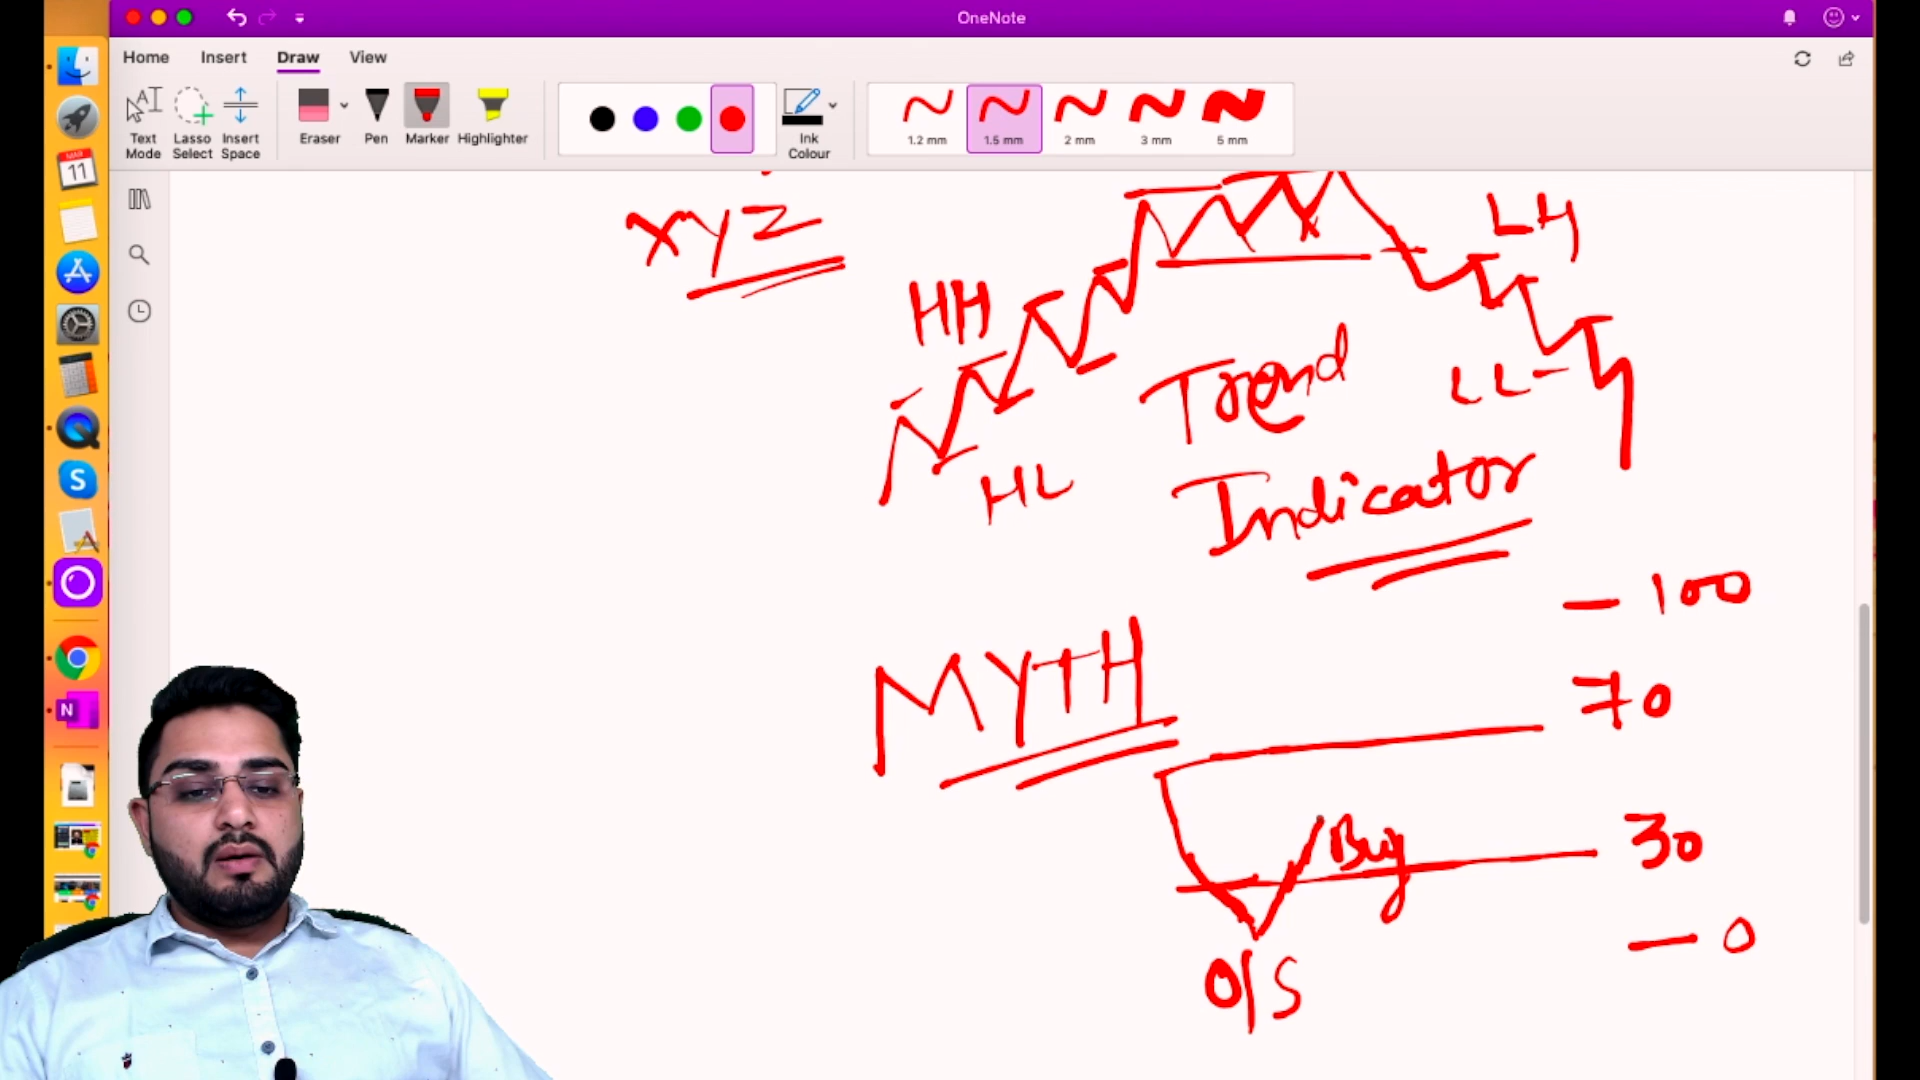 OneNote
Home Insert Draw View
Text Mode
Lasso Select
Insert Space
Eraser
Pen
Marker
Highlighter
Ink Colour
1.2 mm
1.5 mm
2 mm
3 mm
5 mm
MAR
11
S
N
xyz
HH
HL
LH
LL
Trend
Indicator
MYTH
100
70
Buy
30
0
O/S